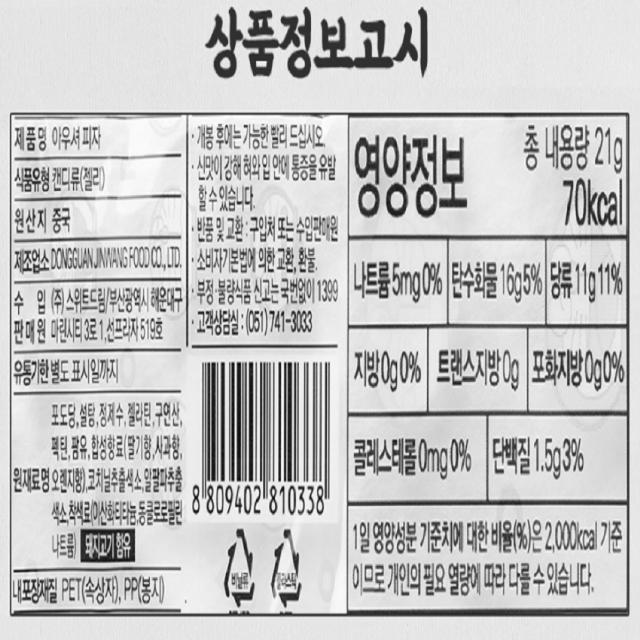 상품정보고시
제품명 아우셔 피자
식품유형 캔디류(젤리)
원산지 중국
제조업소 DONGGUAN JINWANG FOOD CO., LTD.
수 입 (주)스위트드림/부산광역시 해운대구
판매원 마린시티 3로 1, 선프라자 515호
유통기한 별도 표시일까지
포도당, 설탕, 정제수, 젤라틴, 구연산,
펙틴, 팜유, 합성향료(딸기향, 사과향,
원재료명 오렌지향), 코치닐추출색소, 알팔파추출
색소, 착색료(이산화티타늄, 동클로로필린
나트륨) 돼지고기 함유
내포장재질 PET(속상자), PP(봉지)
· 개봉 후에는 가능한 빨리 드십시오.
· 신맛이 강해 혀와 입 안에 통증을 유발
할 수 있습니다.
· 반품 및 교환 : 구입처 또는 수입판매원
· 소비자기본법에 의한 교환, 환불.
· 부정·불량식품 신고는 국번없이 1399
· 고객상담실 : (051) 741-3033
8 809402 810338
비닐류
영양정보
총 내용량 21g
70kcal
나트륨 5mg 0% 탄수화물 16g 5% 당류 11g 11%
지방 0g 0% 트랜스지방 0g 포화지방 0g 0%
콜레스테롤 0mg 0% 단백질 1.5g 3%
1일 영양성분 기준치에 대한 비율(%)은 2,000kcal 기준
이므로 개인의 필요 열량에 따라 다를 수 있습니다.